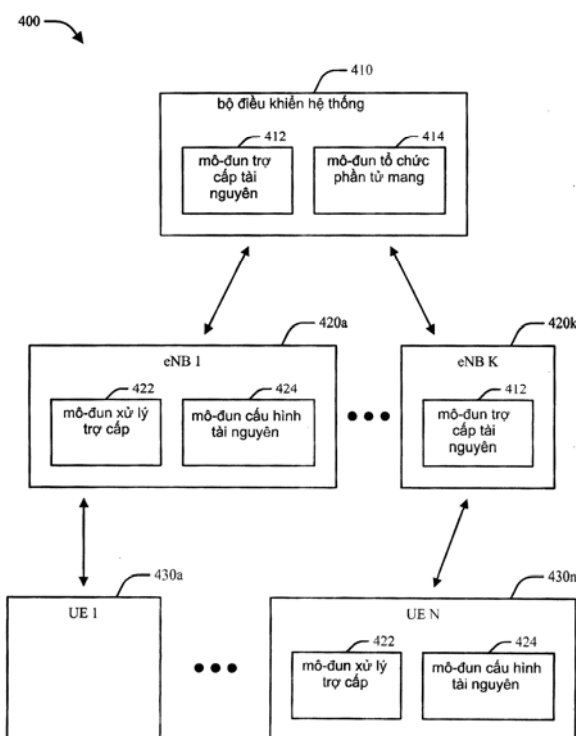 400
410
bộ điều khiển hệ thống
412
414
mô-đun trợ
cấp tài
nguyên
mô-đun tổ chức
phần tử mang
420a
420k
eNB 1
eNB K
422
424
412
mô-đun xử lý
trợ cấp
mô-đun cấu hình
tài nguyên
mô-đun trợ
cấp tài
nguyên
430a
430n
UE 1
UE N
422
424
mô-đun xử lý
trợ cấp
mô-đun cấu hình
tài nguyên